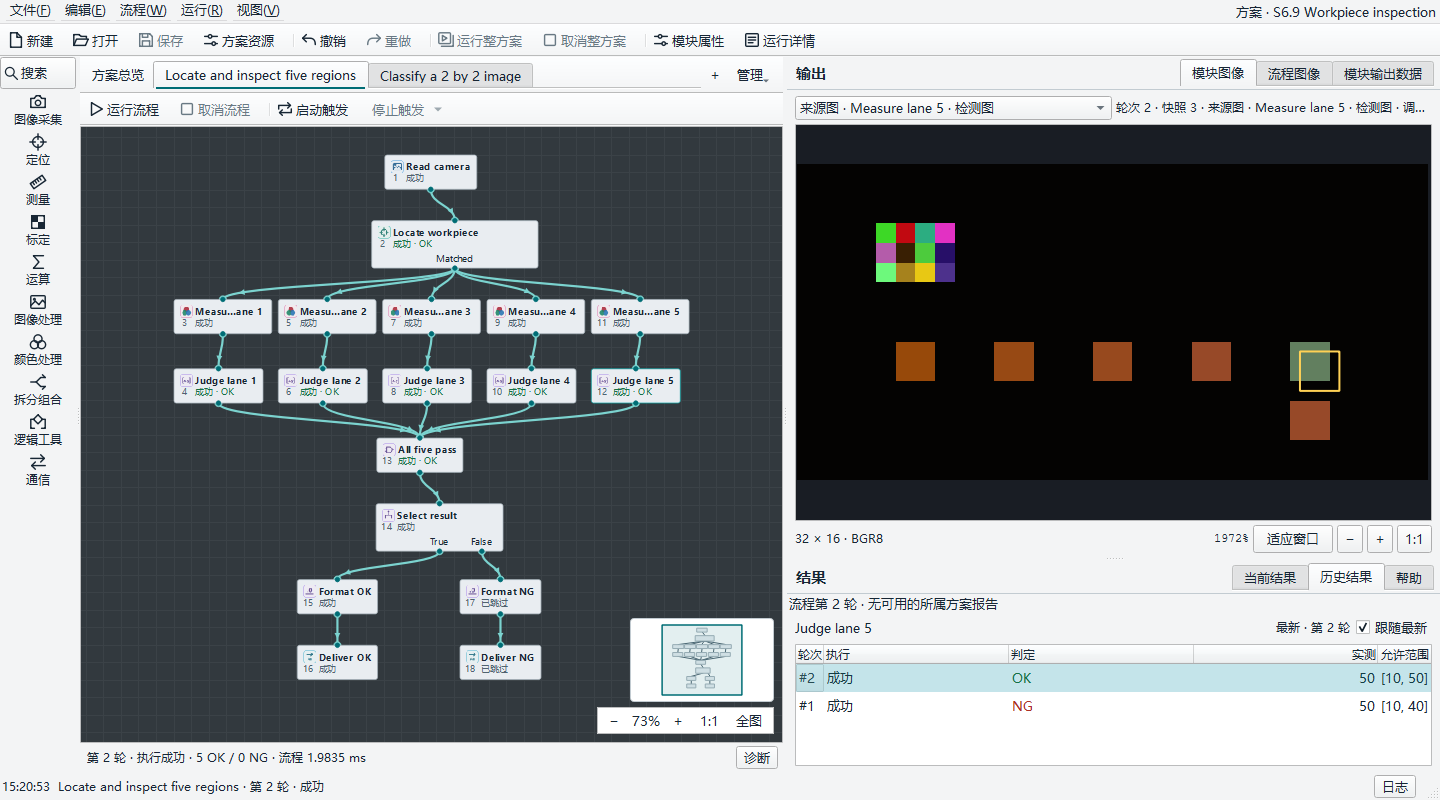 文件(F) 编辑(E) 流程(W) 运行(R) 视图(V)
方案 · S6.9 Workpiece inspection
新建 打开 保存 方案资源 撤销 重做 运行整方案 取消整方案 模块属性 运行详情
搜索
图像采集
定位
测量
标定
运算
图像处理
颜色处理
拆分组合
逻辑工具
通信
方案总览 Locate and inspect five regions Classify a 2 by 2 image + 管理
运行流程 取消流程 启动触发 停止触发
Read camera
1 成功
Locate workpiece
2 成功 · OK
Matched
Measu...ane 1
3 成功
Measu...ane 2
5 成功
Measu...ane 3
7 成功
Measu...ane 4
9 成功
Measu...ane 5
11 成功
Judge lane 1
4 成功 · OK
Judge lane 2
6 成功 · OK
Judge lane 3
8 成功 · OK
Judge lane 4
10 成功 · OK
Judge lane 5
12 成功 · OK
All five pass
13 成功 · OK
Select result
14 成功
True False
Format OK
15 成功
Format NG
17 已跳过
Deliver OK
16 成功
Deliver NG
18 已跳过
− 73% + 1:1 全图
第 2 轮 · 执行成功 · 5 OK / 0 NG · 流程 1.9835 ms
诊断
输出
模块图像 流程图像 模块输出数据
来源图 · Measure lane 5 · 检测图
轮次 2 · 快照 3 · 来源图 · Measure lane 5 · 检测图 · 调...
32 × 16 · BGR8
1972% 适应窗口 − + 1:1
结果
当前结果 历史结果 帮助
流程第 2 轮 · 无可用的所属方案报告
Judge lane 5
最新 · 第 2 轮 跟随最新
轮次 执行 判定 实测 允许范围
#2 成功 OK 50 [10, 50]
#1 成功 NG 50 [10, 40]
15:20:53 Locate and inspect five regions · 第 2 轮 · 成功
日志